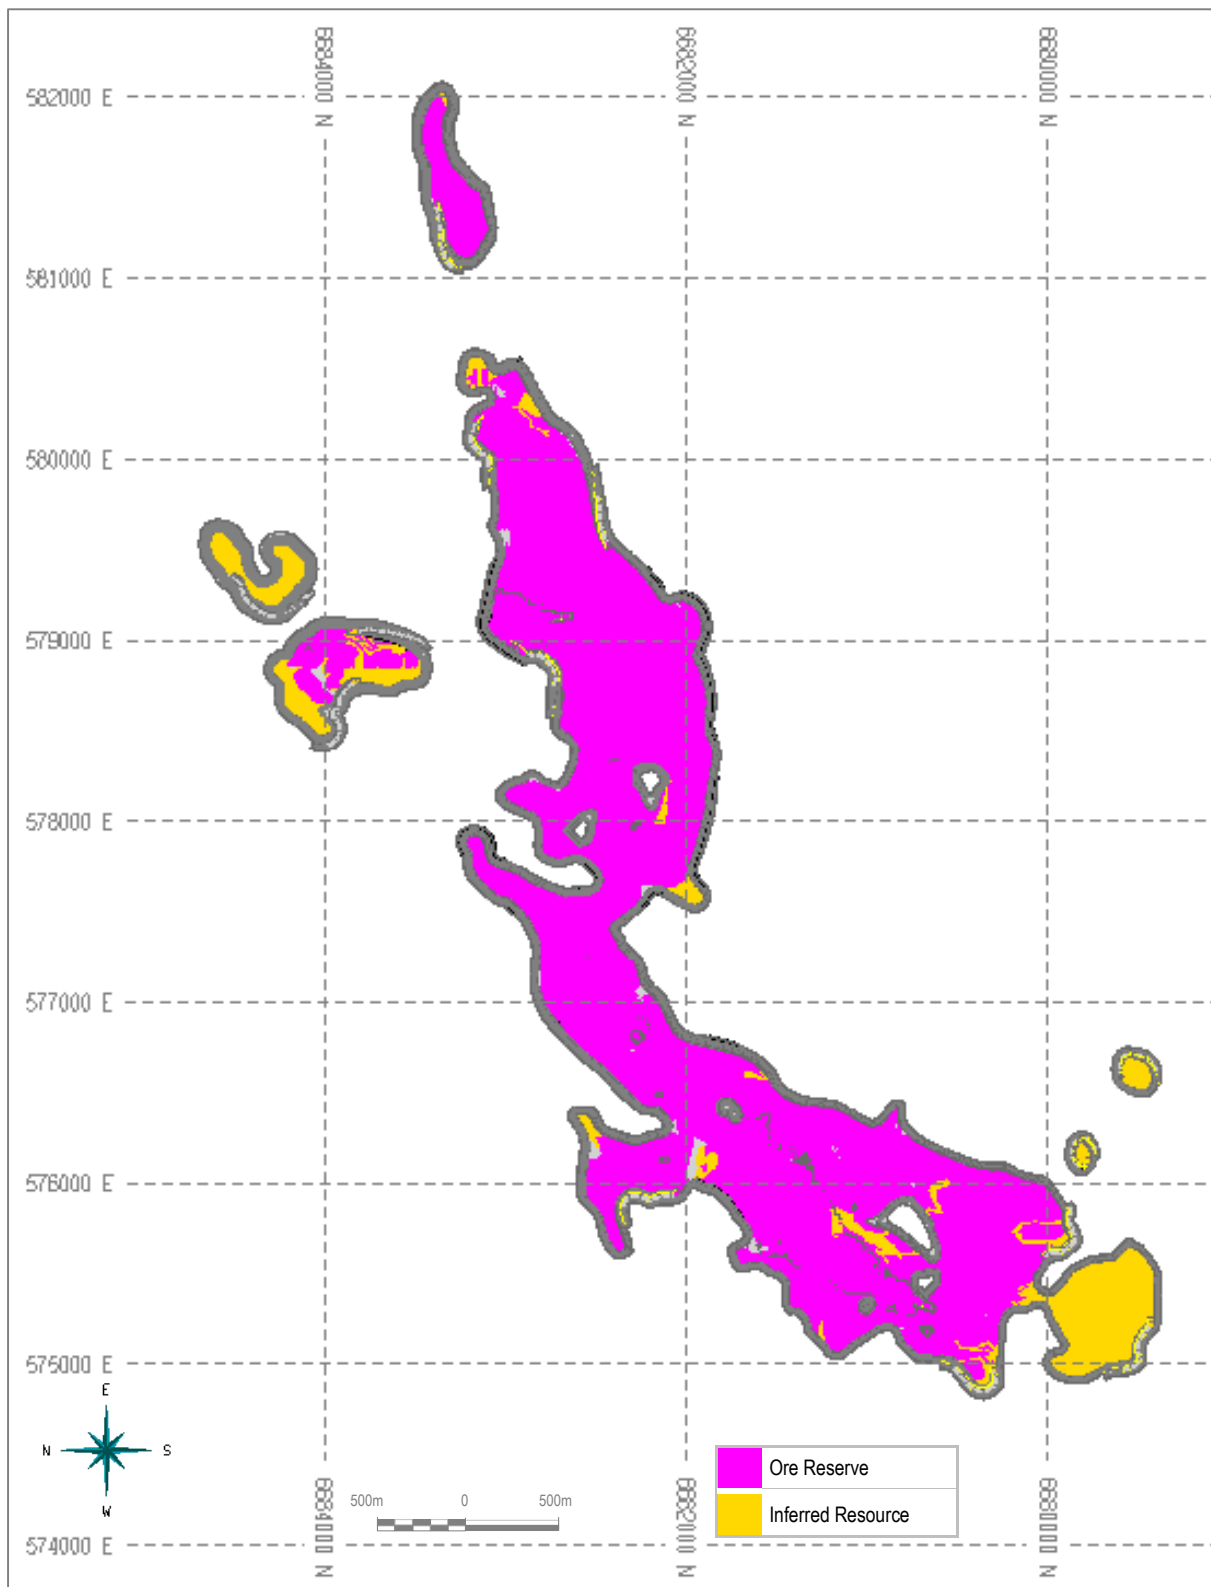 6684000 N
6682000 N
6680000 N
582000 E
581000 E
580000 E
579000 E
578000 E
577000 E
576000 E
575000 E
574000 E
E
N
S
W
500m 0 500m
Ore Reserve
Inferred Resource
6684000 N
6682000 N
6680000 N